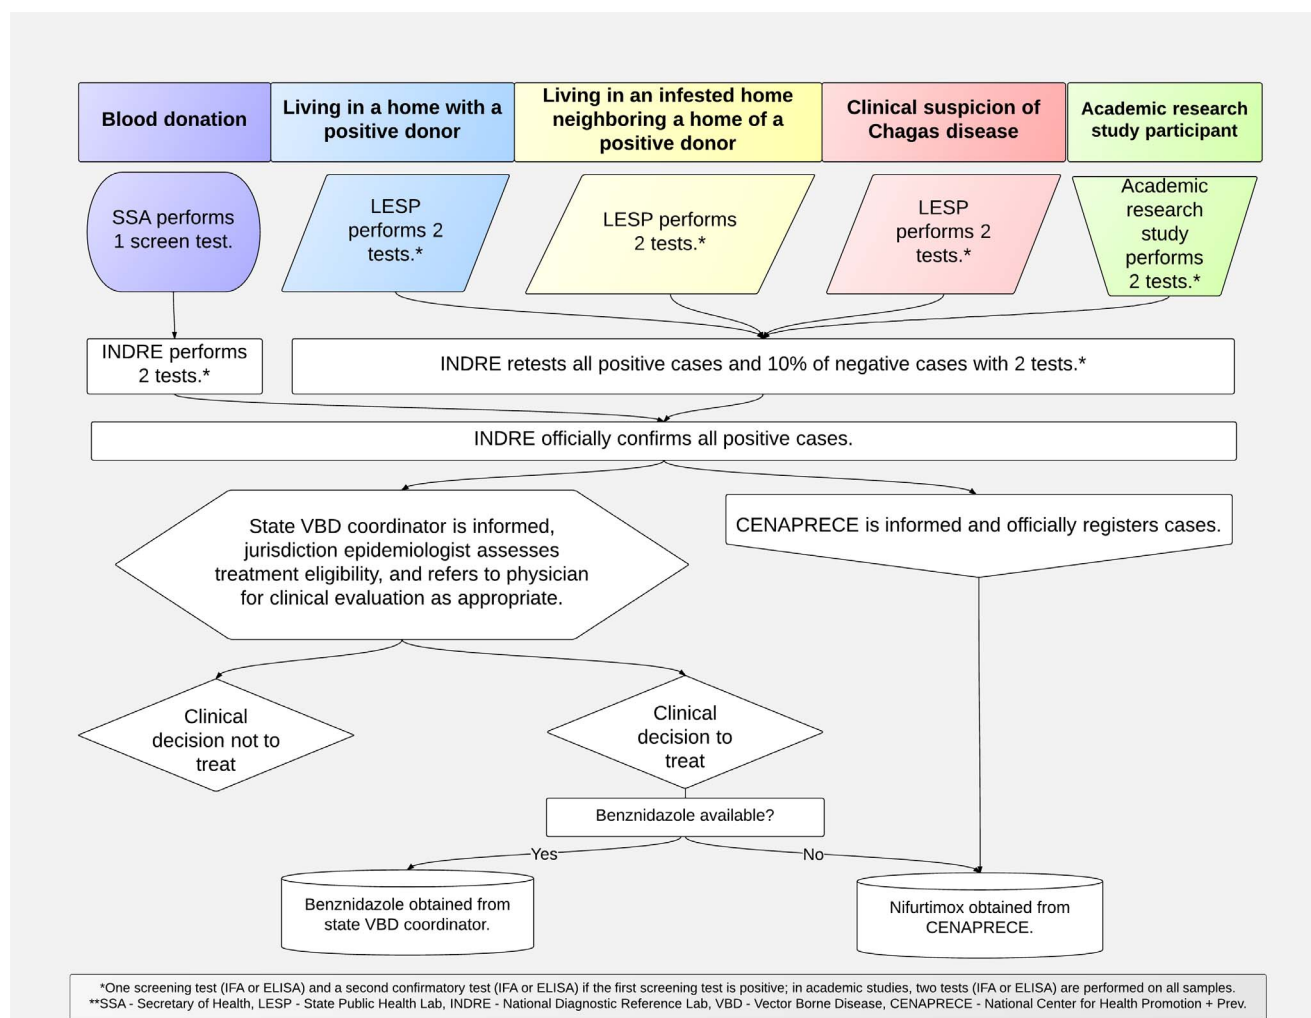 Blood donation
Living in a home with a
positive donor
Living in an infested home
neighboring a home of a
positive donor
Clinical suspicion of
Chagas disease
Academic research
study participant
SSA performs
1 screen test.
LESP
performs 2
tests.*
LESP performs
2 tests.*
LESP
performs 2
tests.*
Academic
research
study
performs
2 tests.*
INDRE performs
2 tests.*
INDRE retests all positive cases and 10% of negative cases with 2 tests.*
INDRE officially confirms all positive cases.
State VBD coordinator is informed,
jurisdiction epidemiologist assesses
treatment eligibility, and refers to physician
for clinical evaluation as appropriate.
CENAPRECE is informed and officially registers cases.
Clinical
decision not to
treat
Clinical
decision to
treat
Benznidazole available?
Yes
No
Benznidazole obtained from
state VBD coordinator.
Nifurtimox obtained from
CENAPRECE.
*One screening test (IFA or ELISA) and a second confirmatory test (IFA or ELISA) if the first screening test is positive; in academic studies, two tests (IFA or ELISA) are performed on all samples.
**SSA - Secretary of Health, LESP - State Public Health Lab, INDRE - National Diagnostic Reference Lab, VBD - Vector Borne Disease, CENAPRECE - National Center for Health Promotion + Prev.